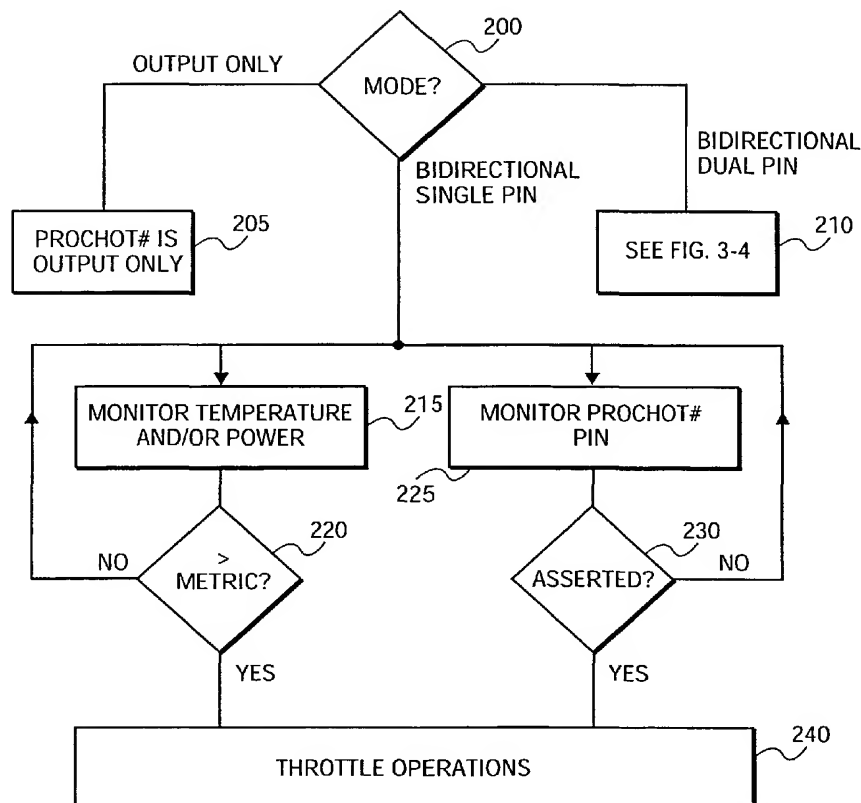 200
OUTPUT ONLY
MODE?
BIDIRECTIONAL
DUAL PIN
BIDIRECTIONAL
SINGLE PIN
205
PROCHOT# IS
OUTPUT ONLY
210
SEE FIG. 3-4
MONITOR TEMPERATURE
AND/OR POWER
215
MONITOR PROCHOT#
PIN
225
220
>
METRIC?
NO
YES
230
ASSERTED?
NO
YES
240
THROTTLE OPERATIONS